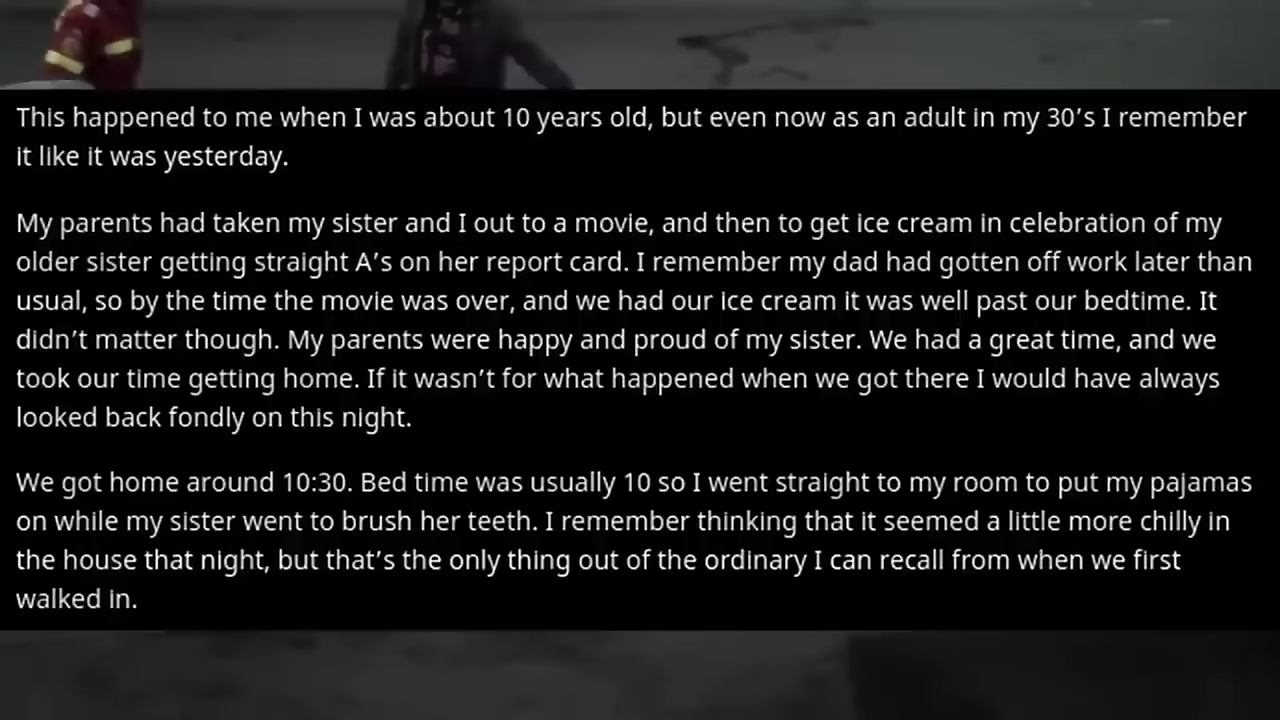 This happened to me when I was about 10 years old, but even now as an adult in my 30’s I remember
it like it was yesterday.
My parents had taken my sister and I out to a movie, and then to get ice cream in celebration of my
older sister getting straight A’s on her report card. I remember my dad had gotten off work later than
usual, so by the time the movie was over, and we had our ice cream it was well past our bedtime. It
didn’t matter though. My parents were happy and proud of my sister. We had a great time, and we
took our time getting home. If it wasn’t for what happened when we got there I would have always
looked back fondly on this night.
We got home around 10:30. Bed time was usually 10 so I went straight to my room to put my pajamas
on while my sister went to brush her teeth. I remember thinking that it seemed a little more chilly in
the house that night, but that’s the only thing out of the ordinary I can recall from when we first
walked in.